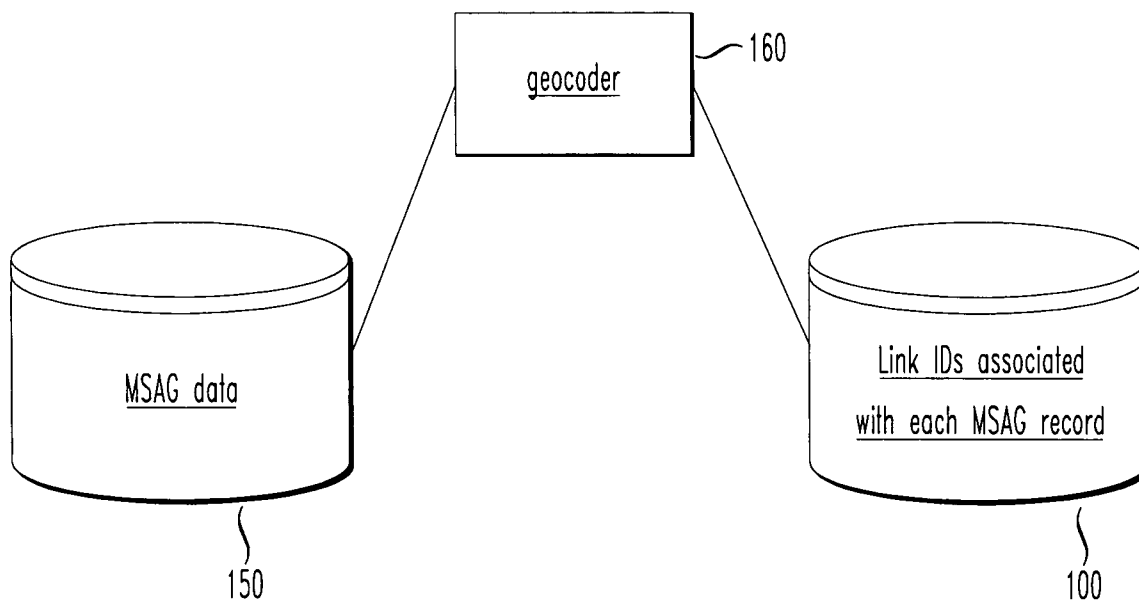 geocoder
160
MSAG data
Link IDs associated
with each MSAG record
150
100